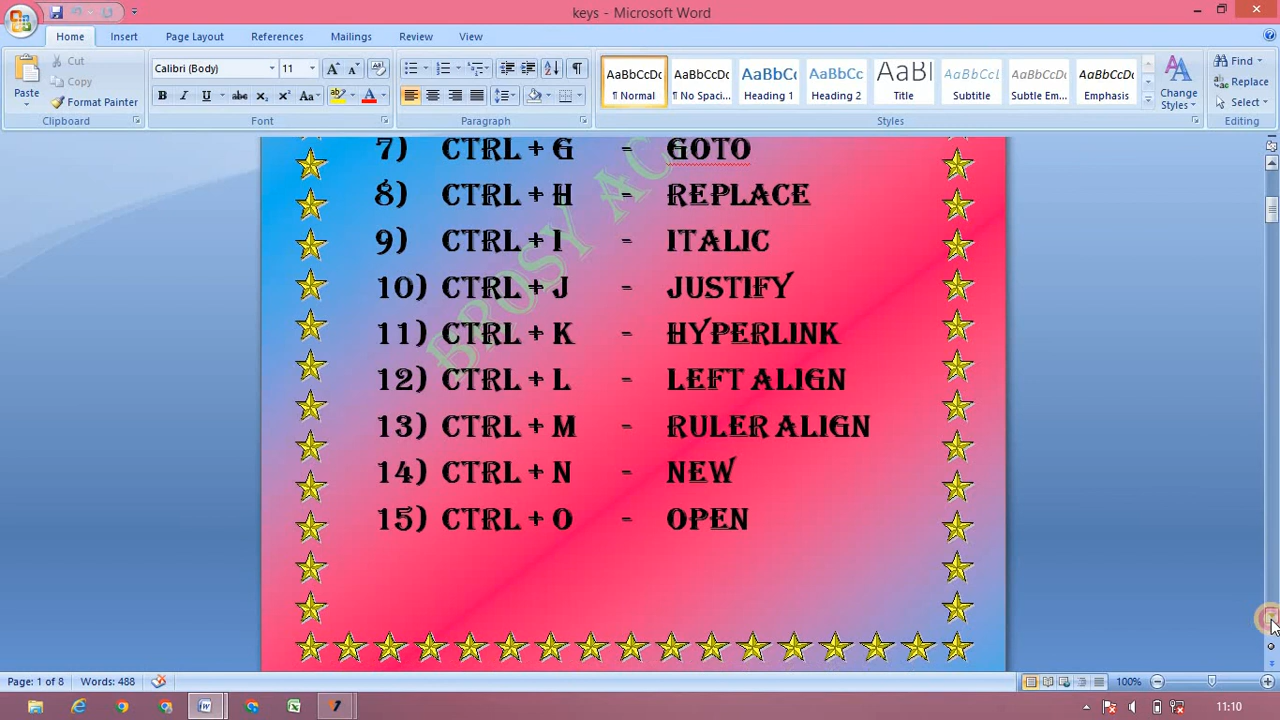 keys - Microsoft Word
Home Insert Page Layout References Mailings Review View
Paste
Cut
Copy
Format Painter
Clipboard
Calibri (Body) 11
Font
Paragraph
AaBbCcDc AaBbCcDc AaBbCc AaBbCc AaBl AaBbCcL AaBbCcDc AaBbCcDc
¶ Normal ¶ No Spaci... Heading 1 Heading 2 Title Subtitle Subtle Em... Emphasis
Change Styles
Styles
Find
Replace
Select
Editing
7) CTRL + G - GOTO
8) CTRL + H - REPLACE
9) CTRL + I - ITALIC
10) CTRL + J - JUSTIFY
11) CTRL + K - HYPERLINK
12) CTRL + L - LEFT ALIGN
13) CTRL + M - RULER ALIGN
14) CTRL + N - NEW
15) CTRL + O - OPEN
BROSY AC
Page: 1 of 8 Words: 488 100%
11:10